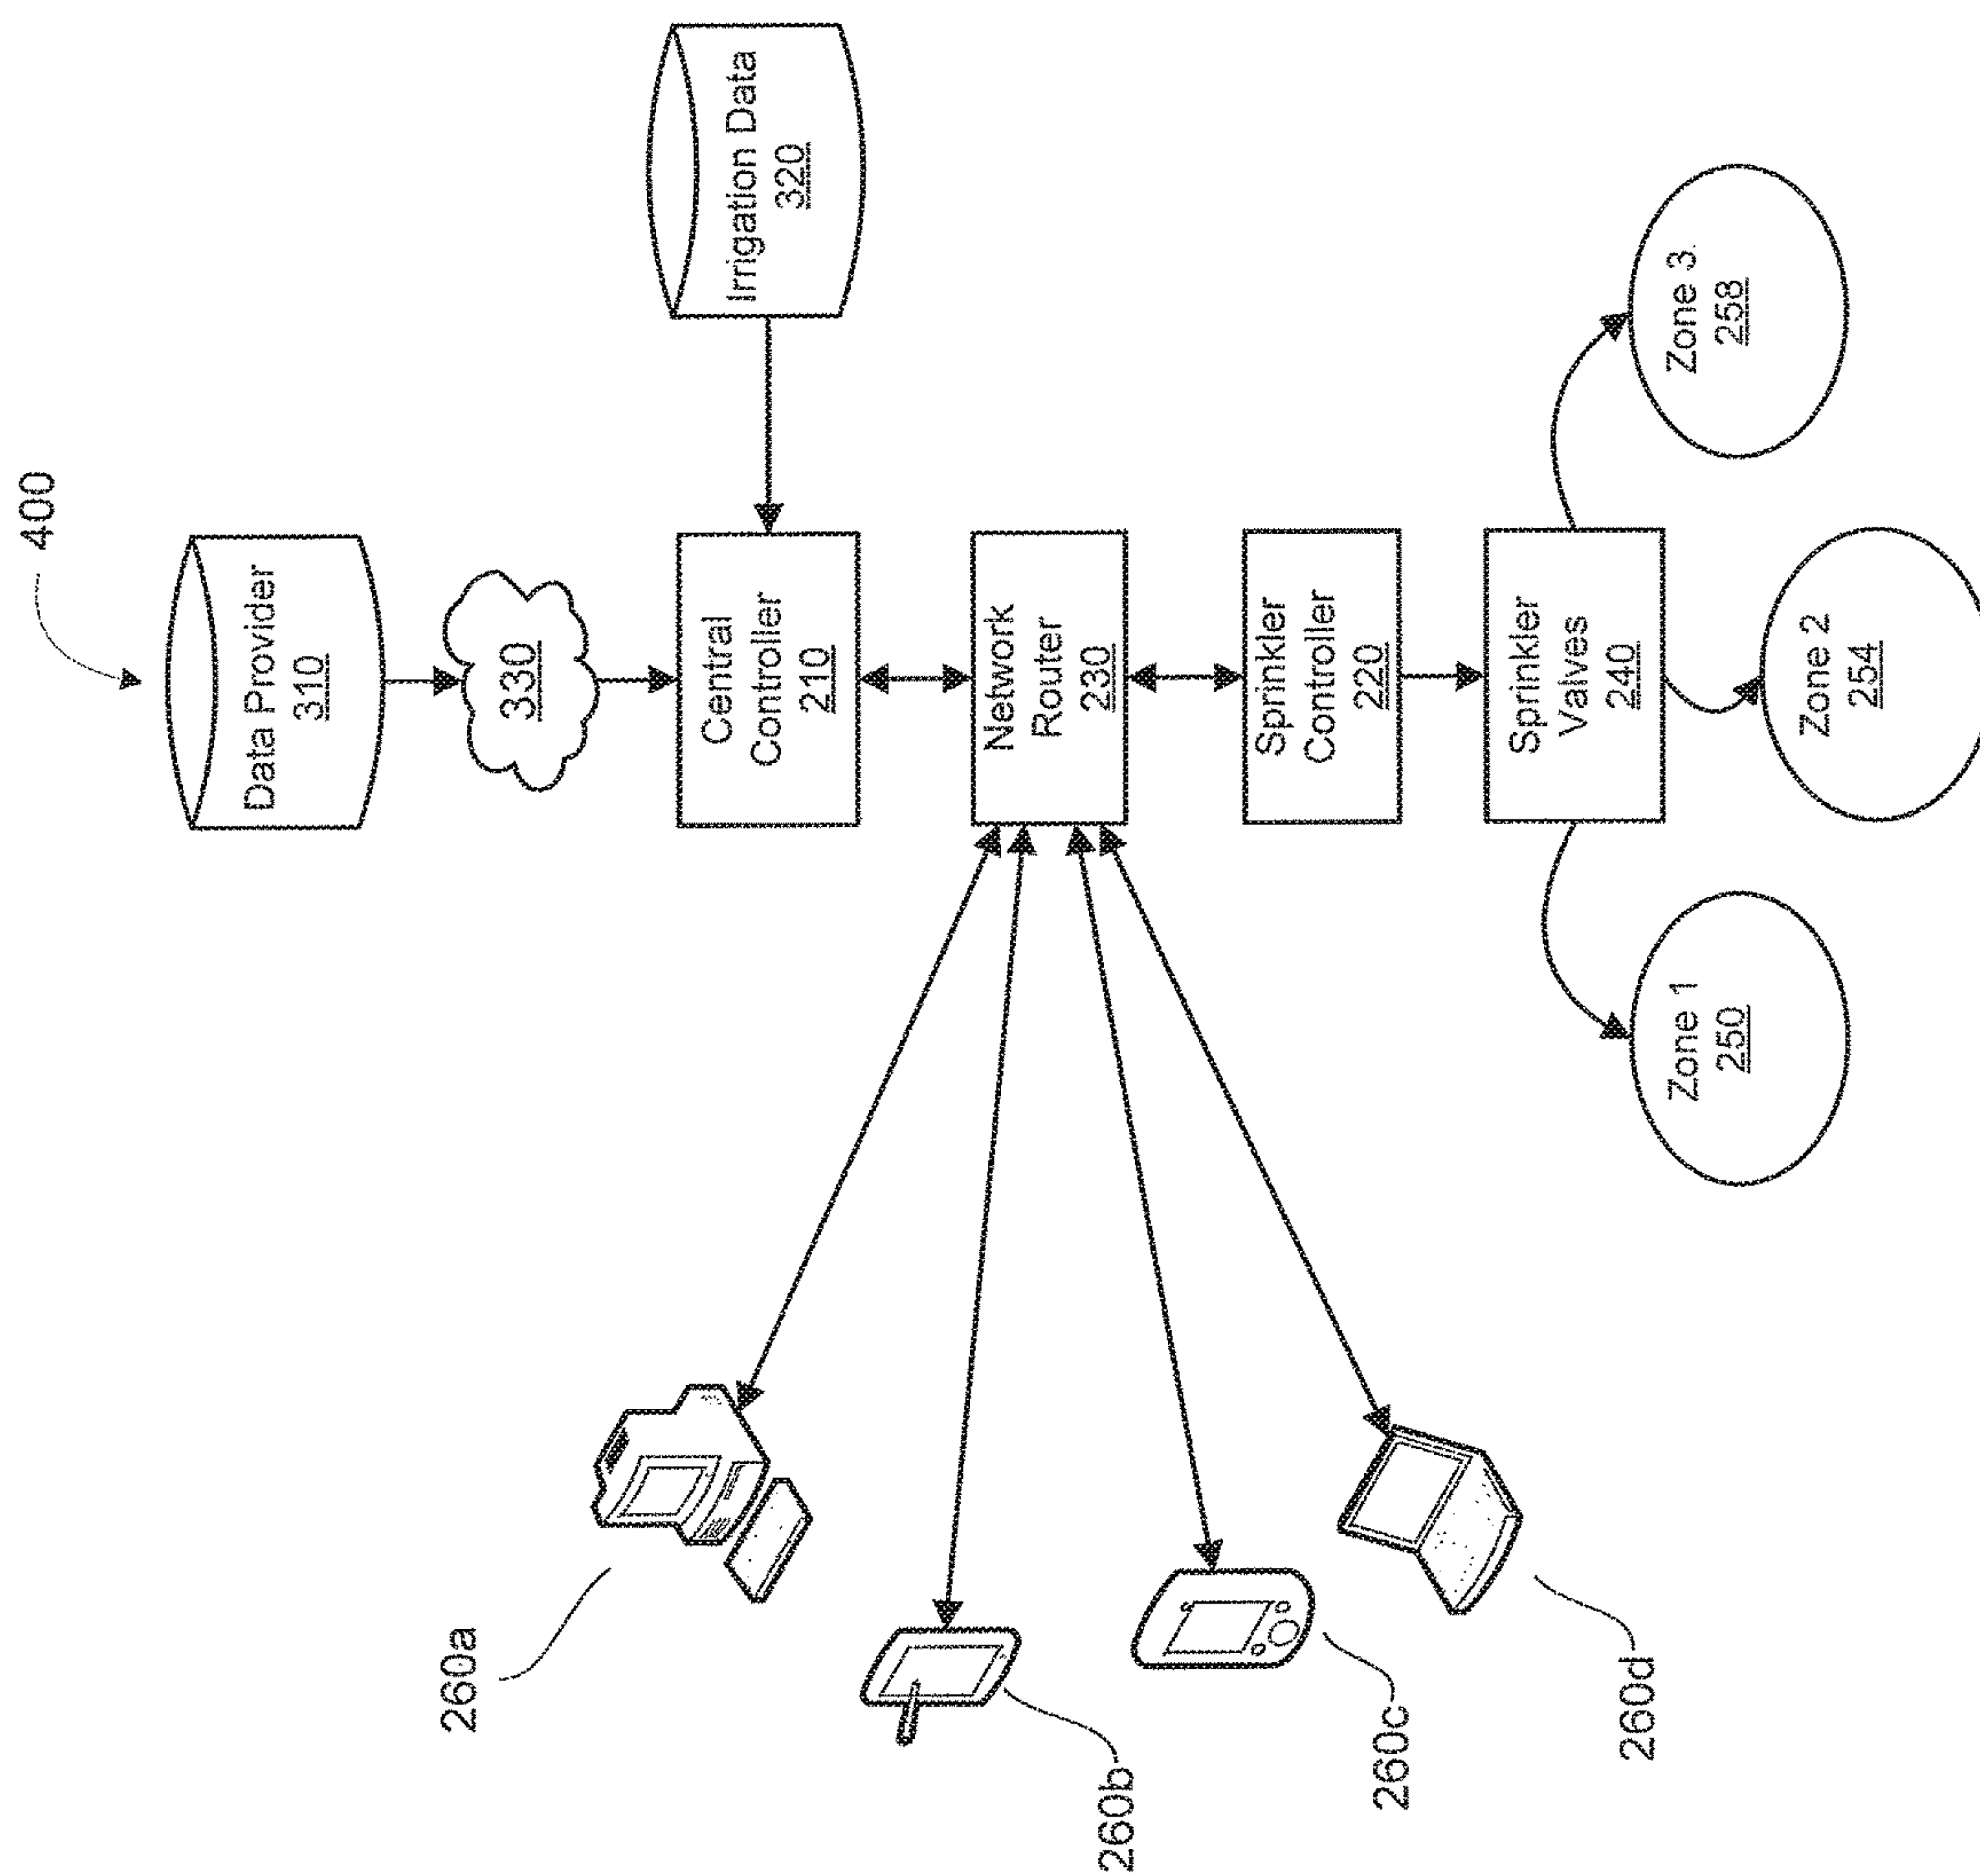 400
Data Provider
310
330
Irrigation Data
320
Central
Controller
210
Network
Router
230
Sprinkler
Controller
220
Sprinkler
Valves
240
Zone 1
250
Zone 2
254
Zone 3
258
260a
260b
260c
260d